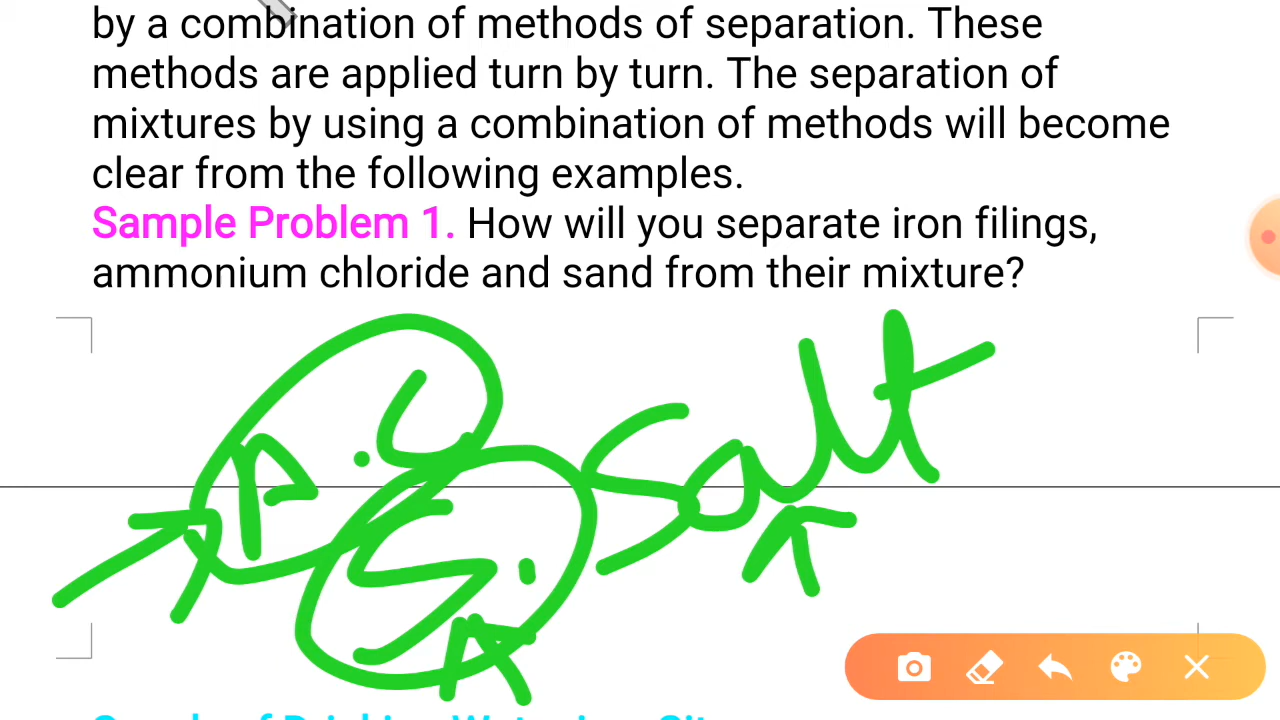 by a combination of methods of separation. These
methods are applied turn by turn. The separation of
mixtures by using a combination of methods will become
clear from the following examples.
Sample Problem 1. How will you separate iron filings,
ammonium chloride and sand from their mixture?
A.C
S.
Salt